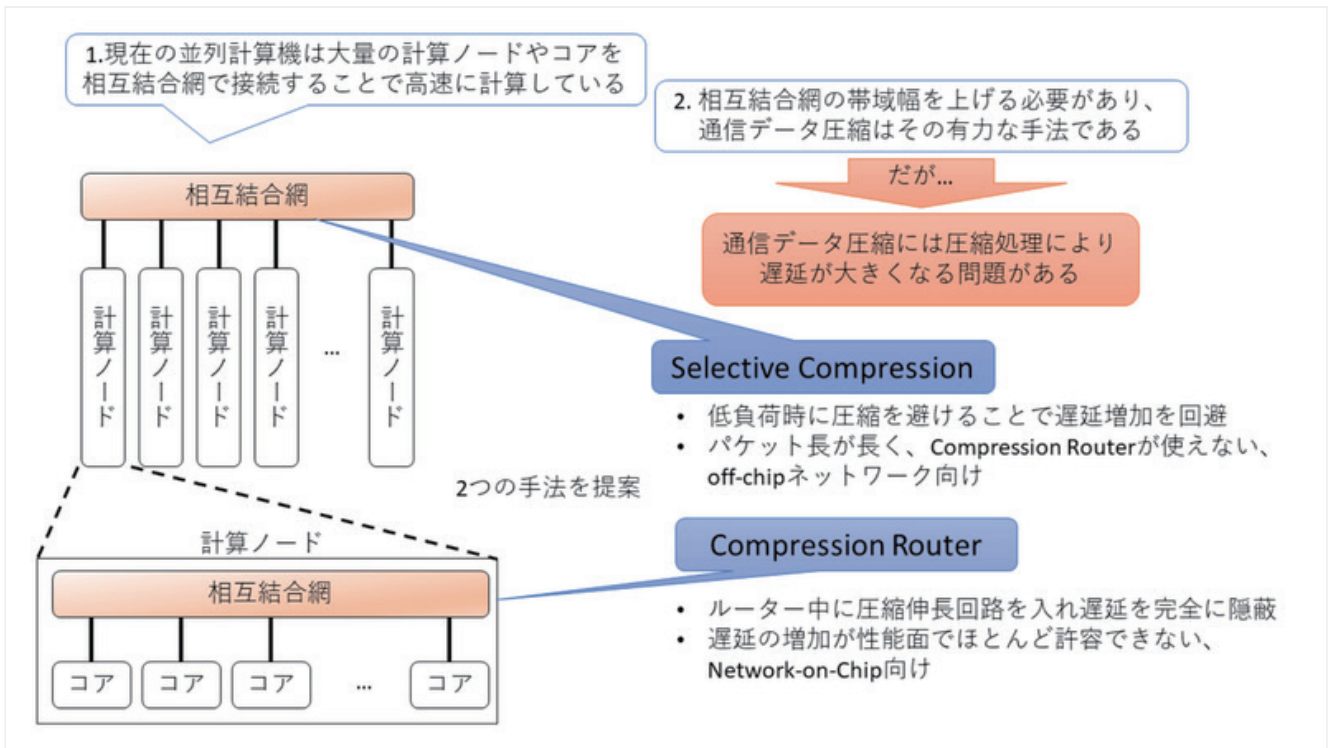 1.現在の並列計算機は大量の計算ノードやコアを
相互結合網で接続することで高速に計算している
2. 相互結合網の帯域幅を上げる必要があり、
通信データ圧縮はその有力な手法である
だが…
通信データ圧縮には圧縮処理により
遅延が大きくなる問題がある
相互結合網
計算ノード
計算ノード
計算ノード
計算ノード
...
計算ノード
Selective Compression
• 低負荷時に圧縮を避けることで遅延増加を回避
• パケット長が長く、Compression Routerが使えない、
off-chipネットワーク向け
2つの手法を提案
計算ノード
相互結合網
コア
コア
コア
...
コア
Compression Router
• ルーター中に圧縮伸長回路を入れ遅延を完全に隠蔽
• 遅延の増加が性能面でほとんど許容できない、
Network-on-Chip向け